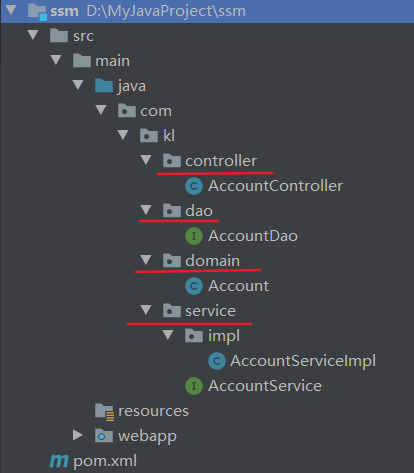 ssm D:\MyJavaProject\ssm
src
main
java
com
kl
controller
AccountController
dao
AccountDao
domain
Account
service
impl
AccountServiceImpl
AccountService
resources
webapp
pom.xml